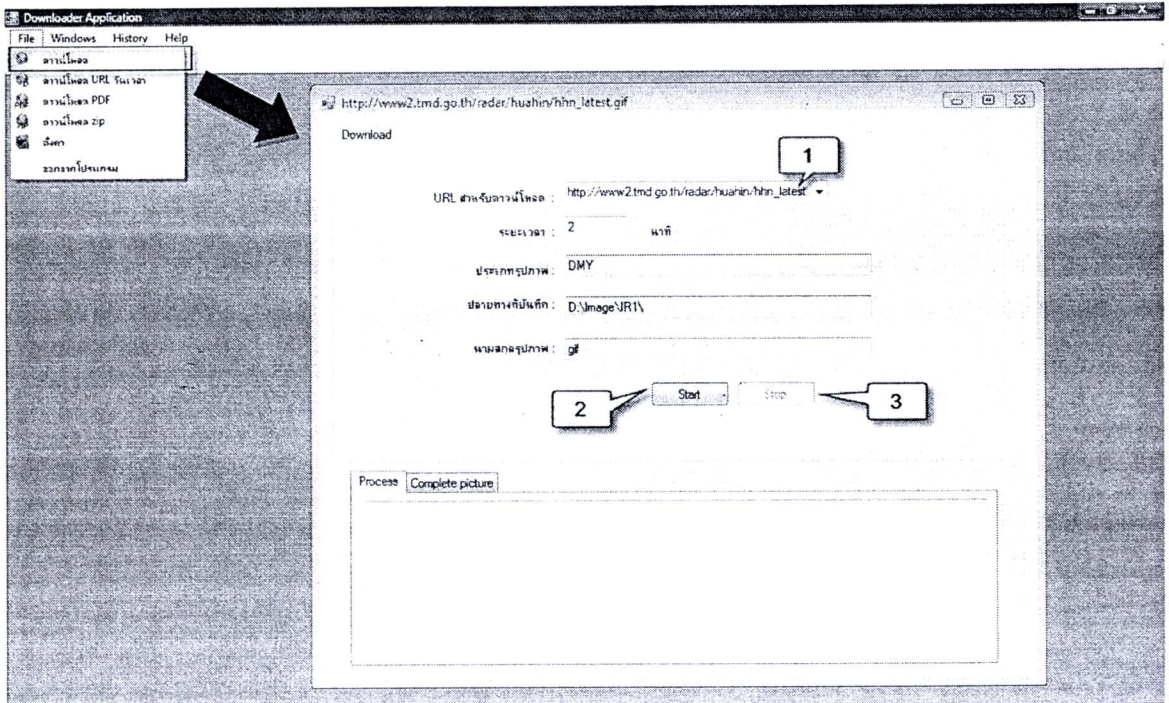 Downloader Application
File Windows History Help
ดาวน์โหลด
ดาวน์โหลด URL วันเวลา
ดาวน์โหลด PDF
ดาวน์โหลด zip
ตั้งค่า
ออกจากโปรแกรม
http://www2.tmd.go.th/radar/huahin/hhn_latest.gif
Download
1
URL สำหรับดาวน์โหลด : http://www2.tmd.go.th/radar/huahin/hhn_latest
ระยะเวลา : 2 นาที
ประเภทรูปภาพ : DMY
ปลายทางที่บันทึก : D:\Image\IR1\
นามสกุลรูปภาพ : gif
2 Start Stop 3
Process Complete picture